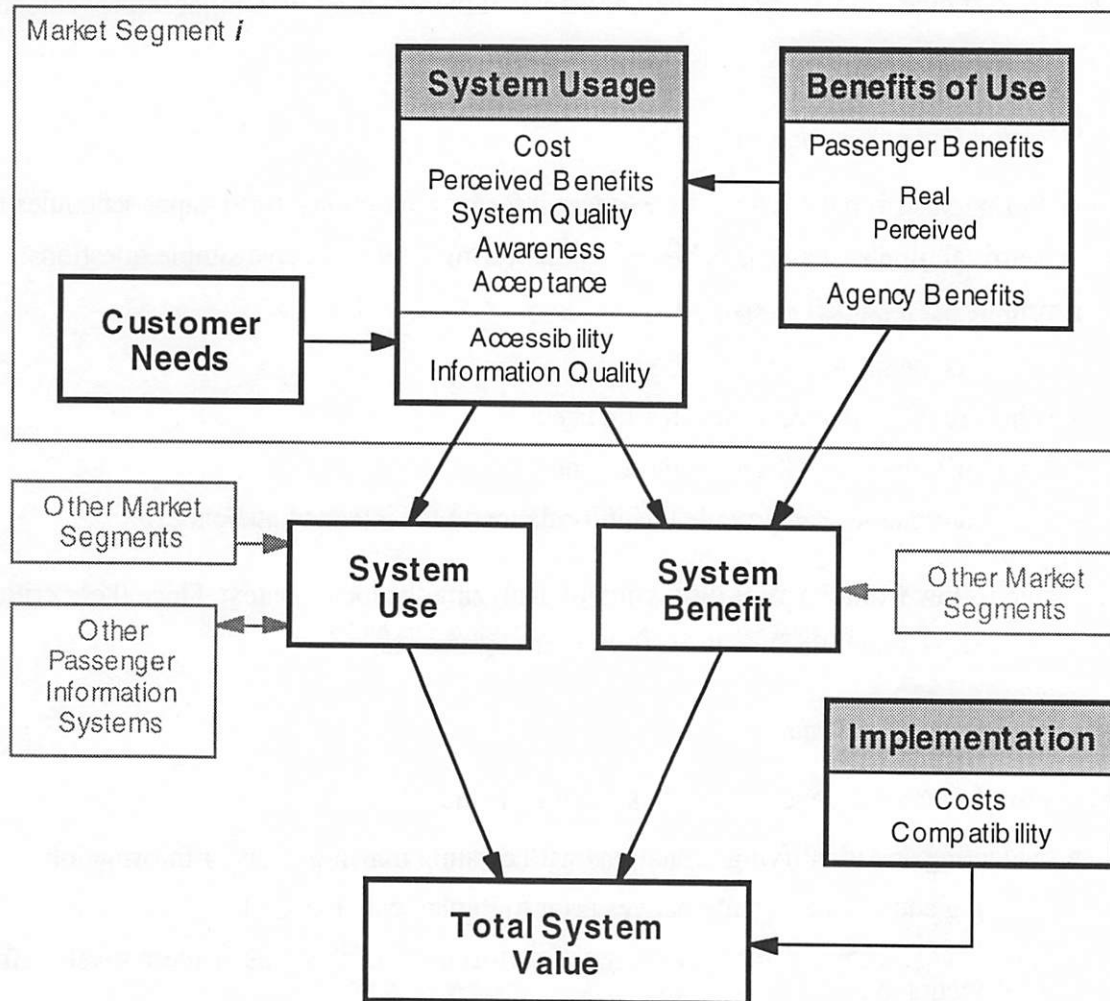 Market Segment i
System Usage
Cost
Perceived Benefits
System Quality
Awareness
Acceptance
Accessibility
Information Quality
Benefits of Use
Passenger Benefits
Real
Perceived
Agency Benefits
Customer
Needs
Other Market
Segments
System
Use
System
Benefit
Other Market
Segments
Other
Passenger
Information
Systems
Implementation
Costs
Compatibility
Total System
Value